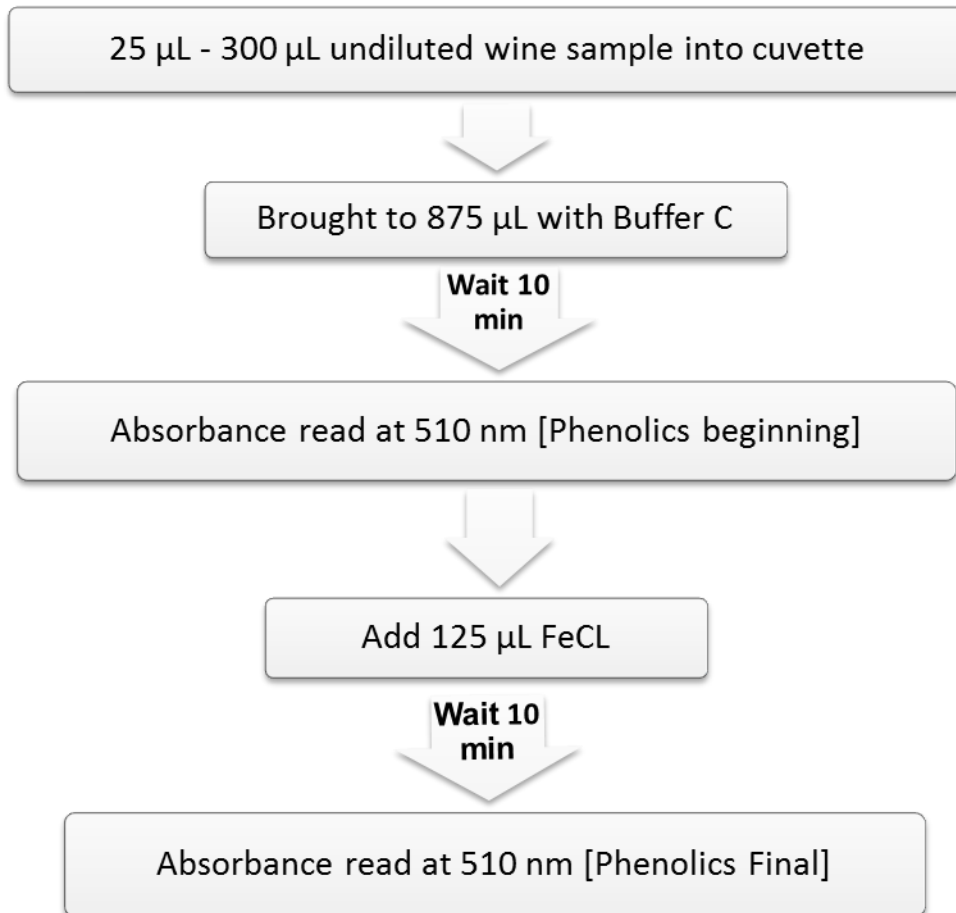 25 µL - 300 µL undiluted wine sample into cuvette
Brought to 875 µL with Buffer C
Wait 10
min
Absorbance read at 510 nm [Phenolics beginning]
Add 125 µL FeCL
Wait 10
min
Absorbance read at 510 nm [Phenolics Final]